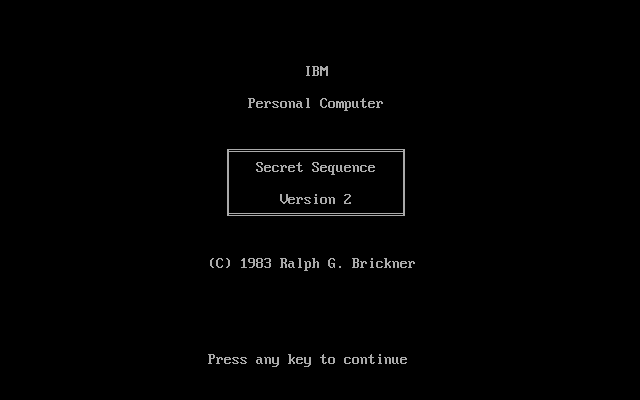 IBM
Personal Computer
Secret Sequence
Version 2
(C) 1983 Ralph G. Brickner
Press any key to continue